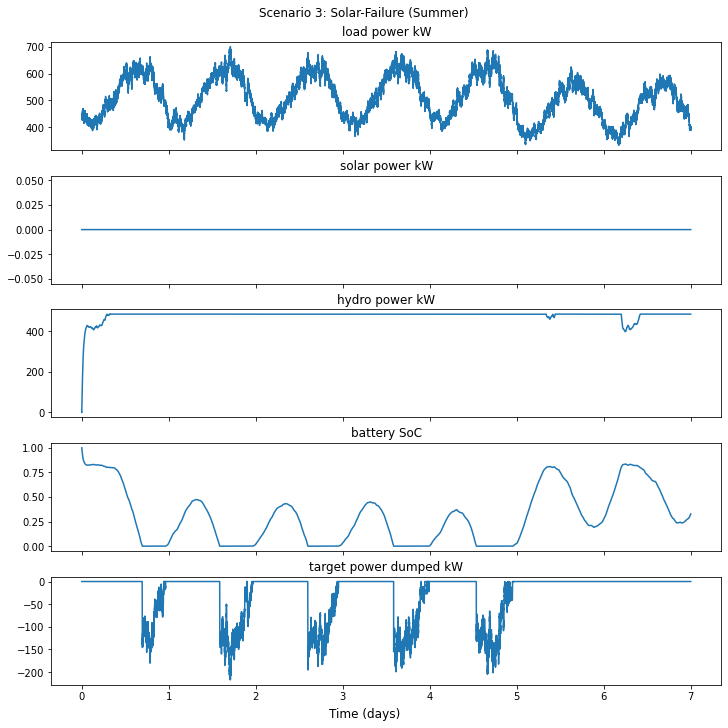 Scenario 3: Solar-Failure (Summer)
load power kW
700
600
500
400
solar power kW
0.050
0.025
0.000
−0.025
−0.050
hydro power kW
400
200
0
battery SoC
1.00
0.75
0.50
0.25
0.00
target power dumped kW
0
−50
−100
−150
−200
0 1 2 3 4 5 6 7
Time (days)